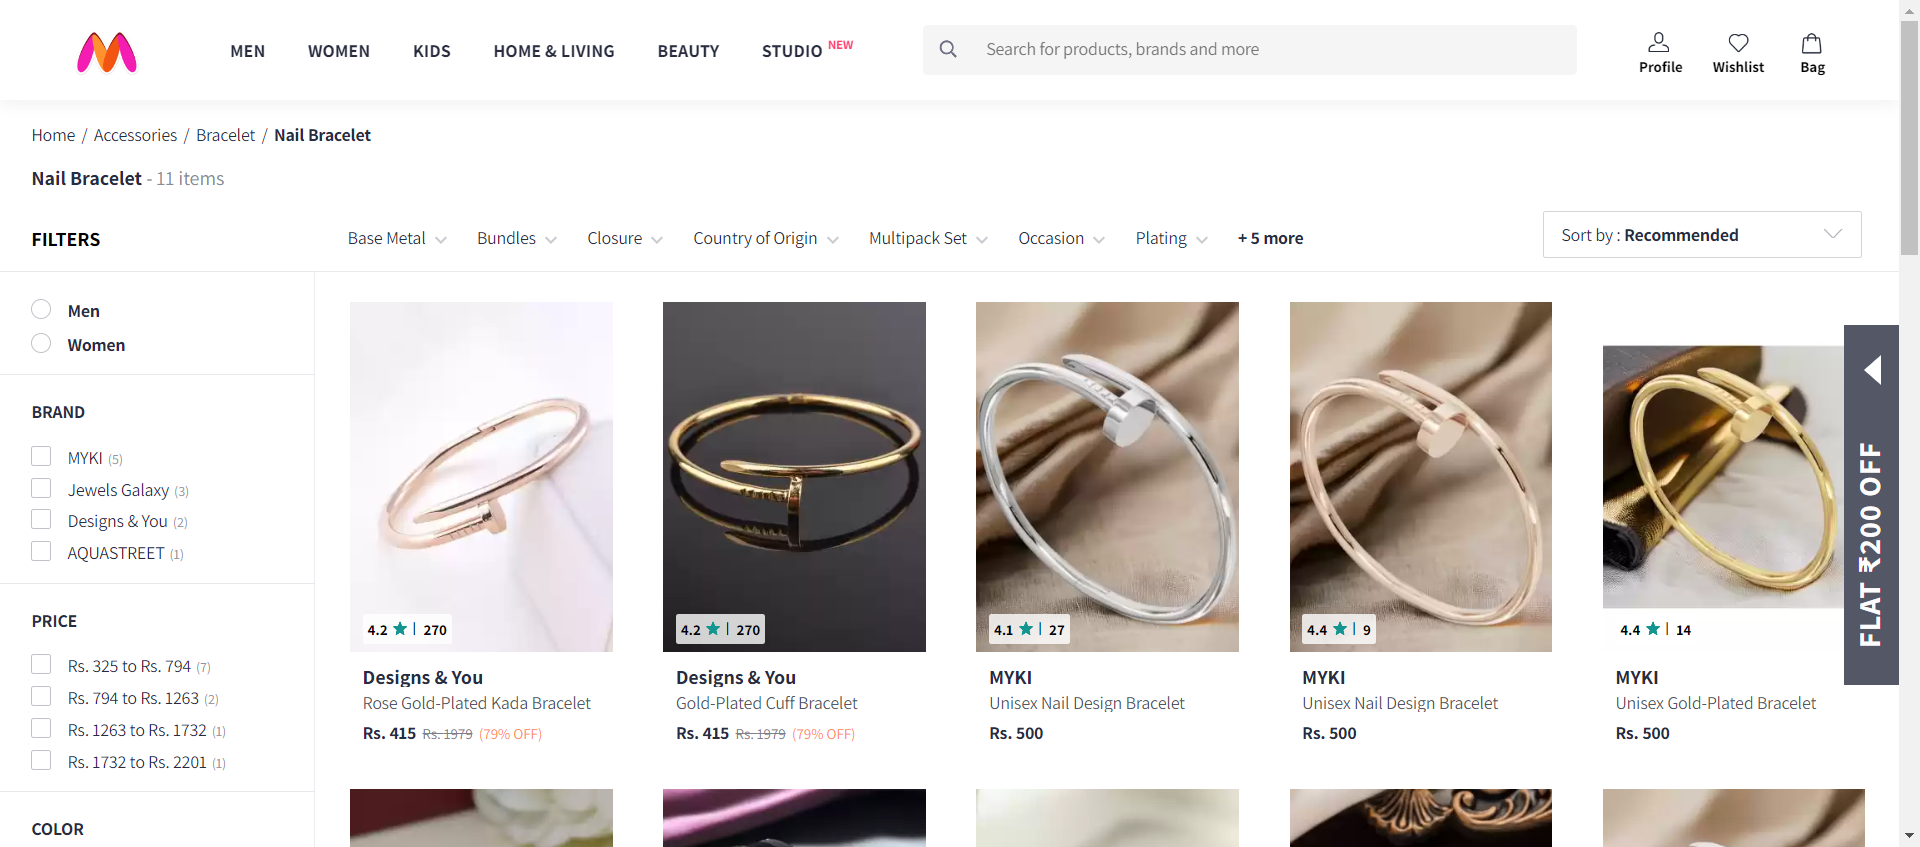 MEN WOMEN KIDS HOME & LIVING BEAUTY STUDIO NEW
Search for products, brands and more
Profile Wishlist Bag
Home / Accessories / Bracelet / Nail Bracelet
Nail Bracelet - 11 items
FILTERS
Base Metal Bundles Closure Country of Origin Multipack Set Occasion Plating + 5 more
Sort by : Recommended
Men
Women
BRAND
MYKI (5)
Jewels Galaxy (3)
Designs & You (2)
AQUASTREET (1)
PRICE
Rs. 325 to Rs. 794 (7)
Rs. 794 to Rs. 1263 (2)
Rs. 1263 to Rs. 1732 (1)
Rs. 1732 to Rs. 2201 (1)
COLOR
4.2 ★ | 270
Designs & You
Rose Gold-Plated Kada Bracelet
Rs. 415 Rs. 1979 (79% OFF)
4.2 ★ | 270
Designs & You
Gold-Plated Cuff Bracelet
Rs. 415 Rs. 1979 (79% OFF)
4.1 ★ | 27
MYKI
Unisex Nail Design Bracelet
Rs. 500
4.4 ★ | 9
MYKI
Unisex Nail Design Bracelet
Rs. 500
4.4 ★ | 14
MYKI
Unisex Gold-Plated Bracelet
Rs. 500
FLAT ₹200 OFF